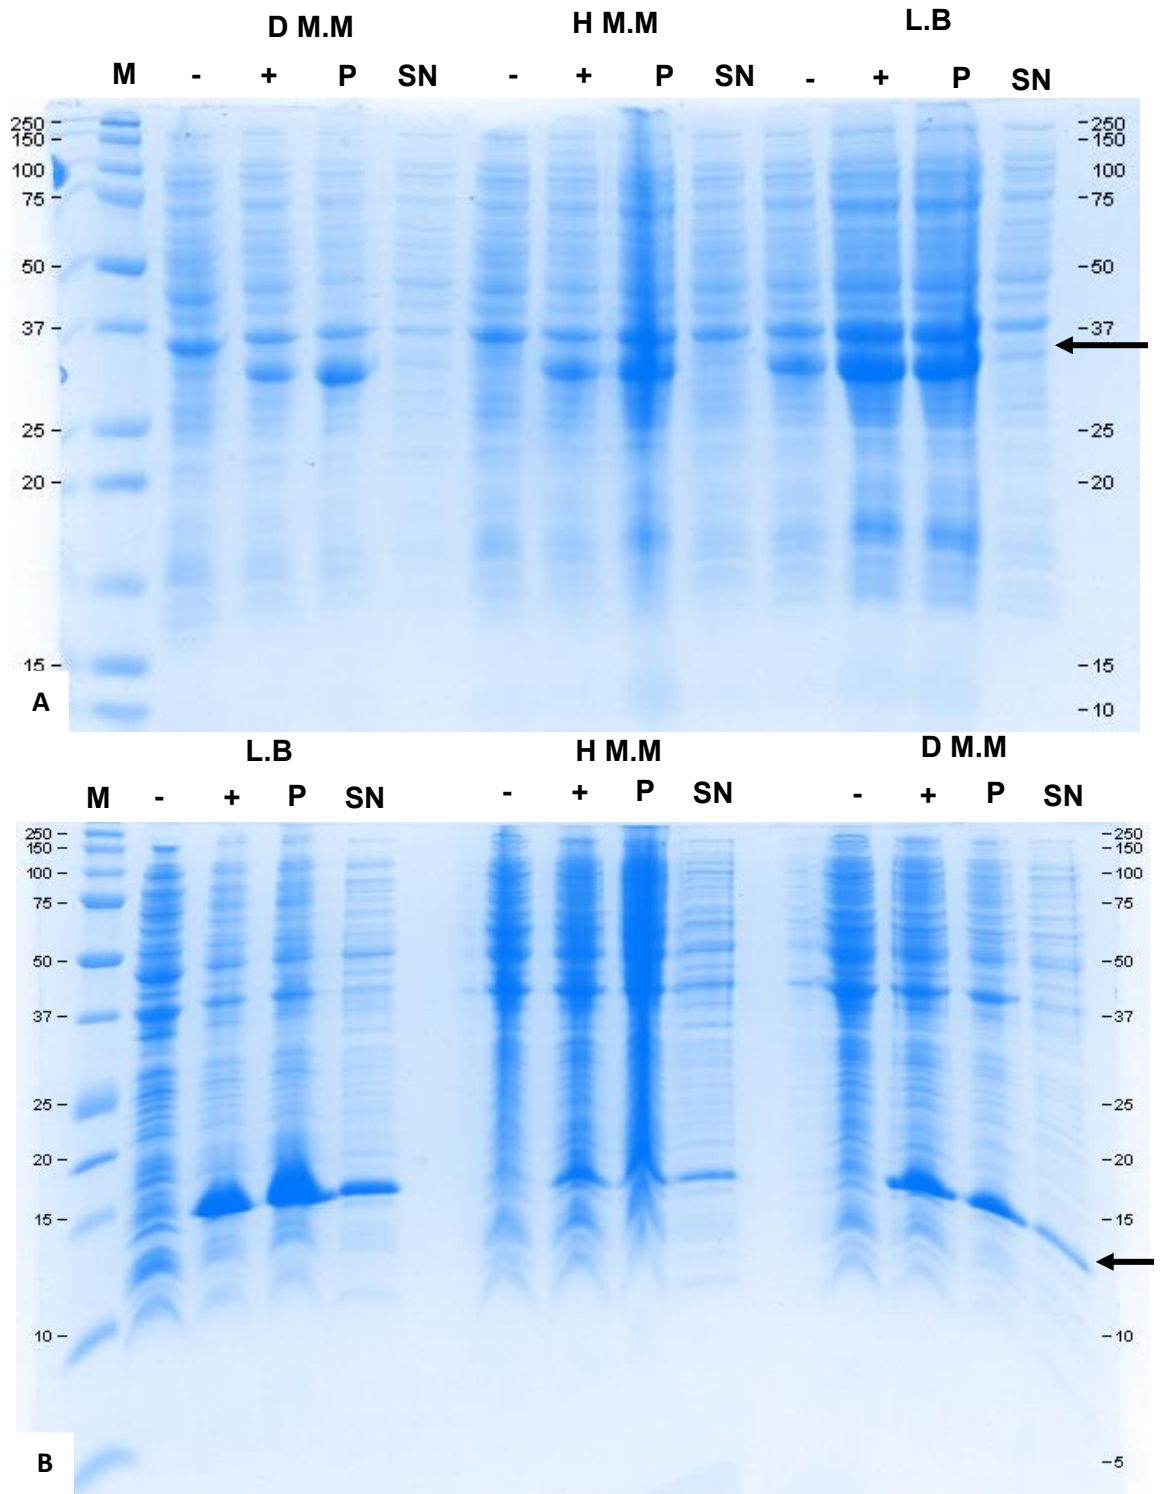 D M.M H M.M L.B
M - + P SN - + P SN - + P SN
250 – – 250
150 – – 150
100 100
75 – – 75
50 – – 50
37 – – 37
25 – – 25
20 – – 20
15 – – 15
– 10
A
L.B H M.M D M.M
M - + P SN - + P SN - + P SN
250 – – 250
150 – – 150
100 – – 100
75 – – 75
50 – – 50
37 – – 37
25 – – 25
20 – – 20
15 – – 15
10 – – 10
– 5
B